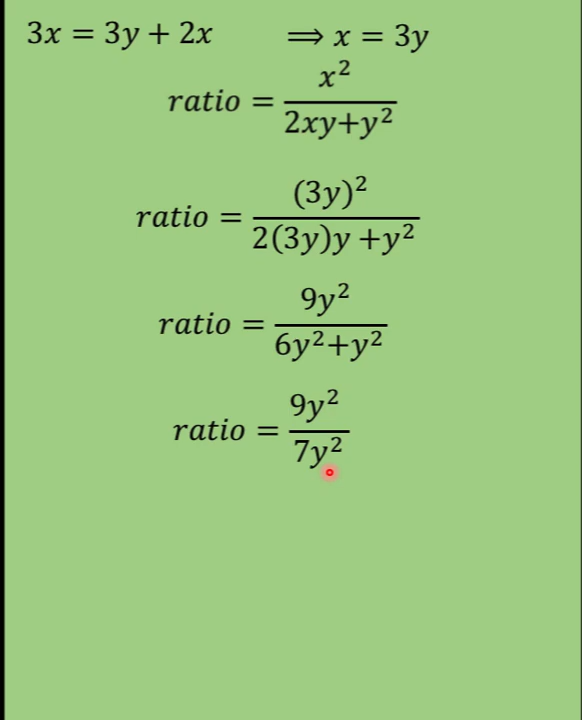 3x = 3y + 2x ⟹ x = 3y
ratio = x² / 2xy+y²
ratio = (3y)² / 2(3y)y +y²
ratio = 9y² / 6y²+y²
ratio = 9y² / 7y²